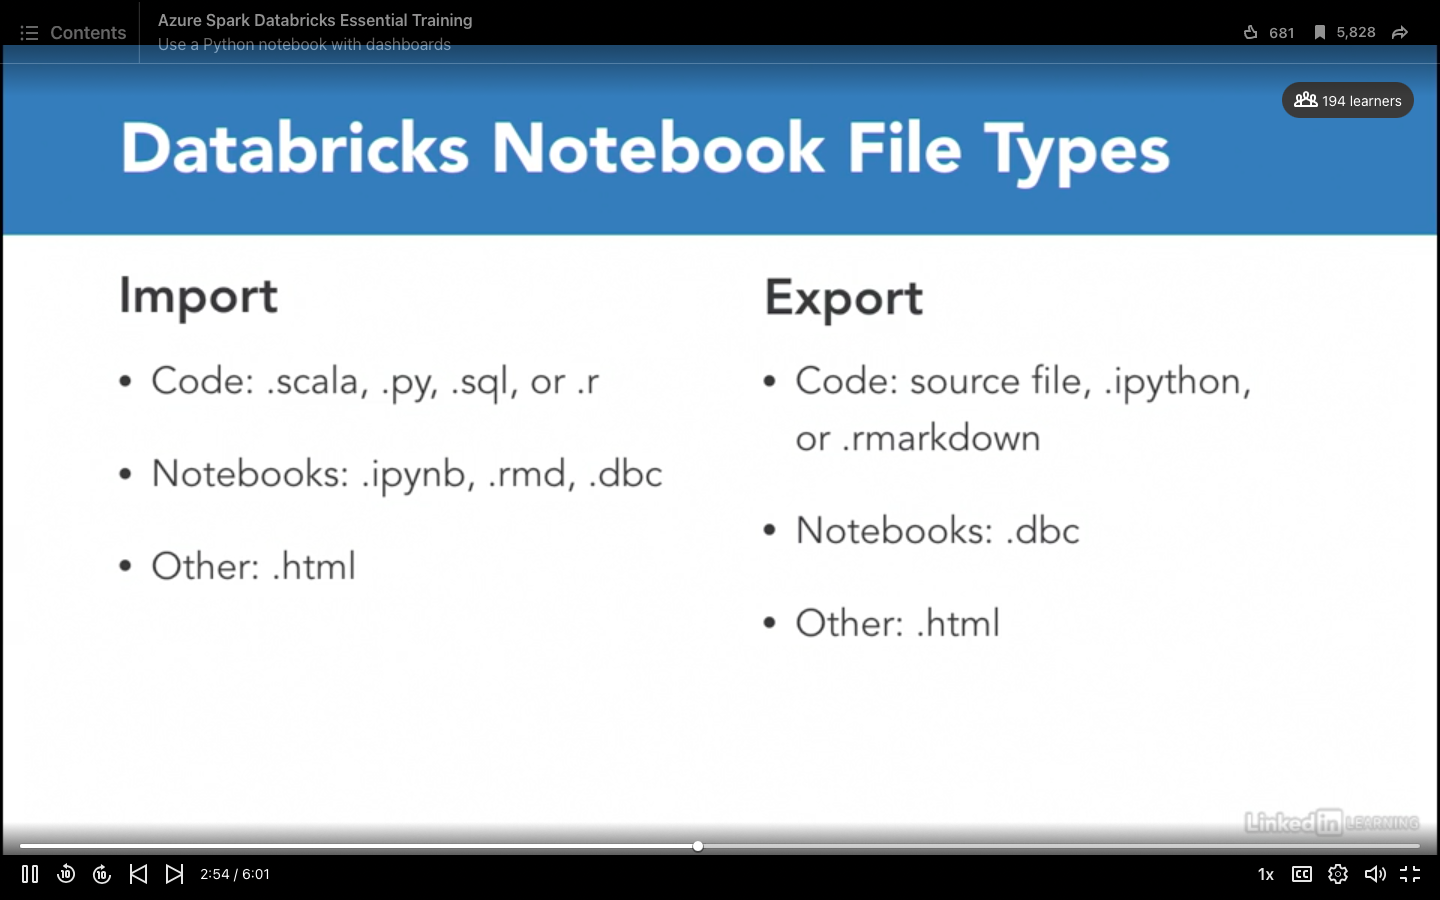 Contents
Azure Spark Databricks Essential Training
Use a Python notebook with dashboards
681
5,828
194 learners
Databricks Notebook File Types
Import
• Code: .scala, .py, .sql, or .r
• Notebooks: .ipynb, .rmd, .dbc
• Other: .html
Export
• Code: source file, .ipython,
or .rmarkdown
• Notebooks: .dbc
• Other: .html
Linked in LEARNING
10
10
2:54 / 6:01
1x
CC